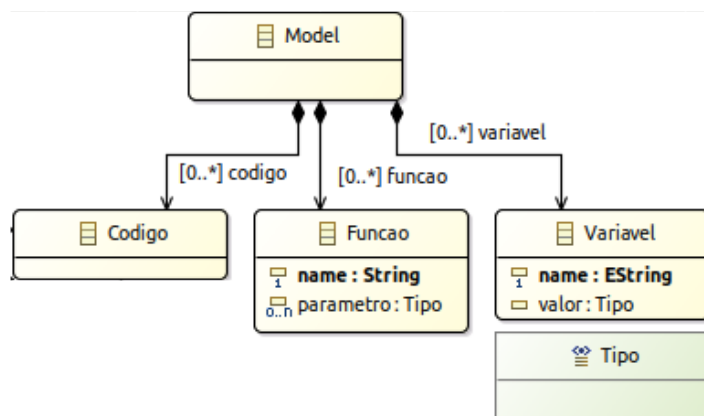 Model
[0..*] variavel
[0..*] codigo
[0..*] funcao
Codigo
Funcao
Variavel
1 name : String
0..n parametro : Tipo
1 name : EString
valor : Tipo
Tipo